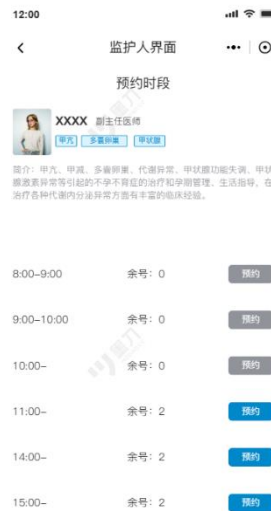 12:00
监护人界面
预约时段
XXXX 副主任医师
甲亢 多囊卵巢 甲状腺
简介：甲亢、甲减、多囊卵巢、代谢异常、甲状腺功能失调、甲状
腺激素异常等引起的不孕不育症的治疗和孕期管理、生活指导，在
治疗各种代谢内分泌异常方面有丰富的临床经验。
8:00-9:00 余号：0 预约
9:00-10:00 余号：0 预约
10:00- 余号：0 预约
11:00- 余号：2 预约
14:00- 余号：2 预约
15:00- 余号：2 预约